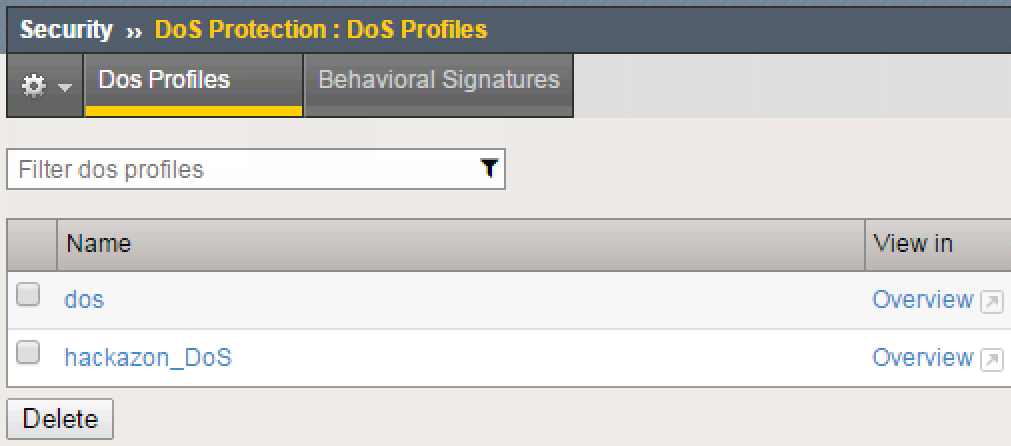 Security ›› DoS Protection : DoS Profiles
Dos Profiles Behavioral Signatures
Filter dos profiles
Name View in
dos Overview
hackazon_DoS Overview
Delete